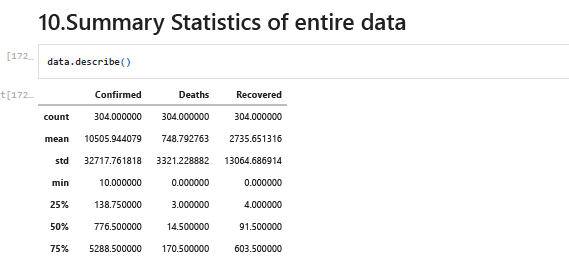 10.Summary Statistics of entire data
[172_
data.describe()
t[172_
Confirmed Deaths Recovered
count 304.000000 304.000000 304.000000
mean 10505.944079 748.792763 2735.651316
std 32717.761818 3321.228882 13064.686914
min 10.000000 0.000000 0.000000
25% 138.750000 3.000000 4.000000
50% 776.500000 14.500000 91.500000
75% 5288.500000 170.500000 603.500000